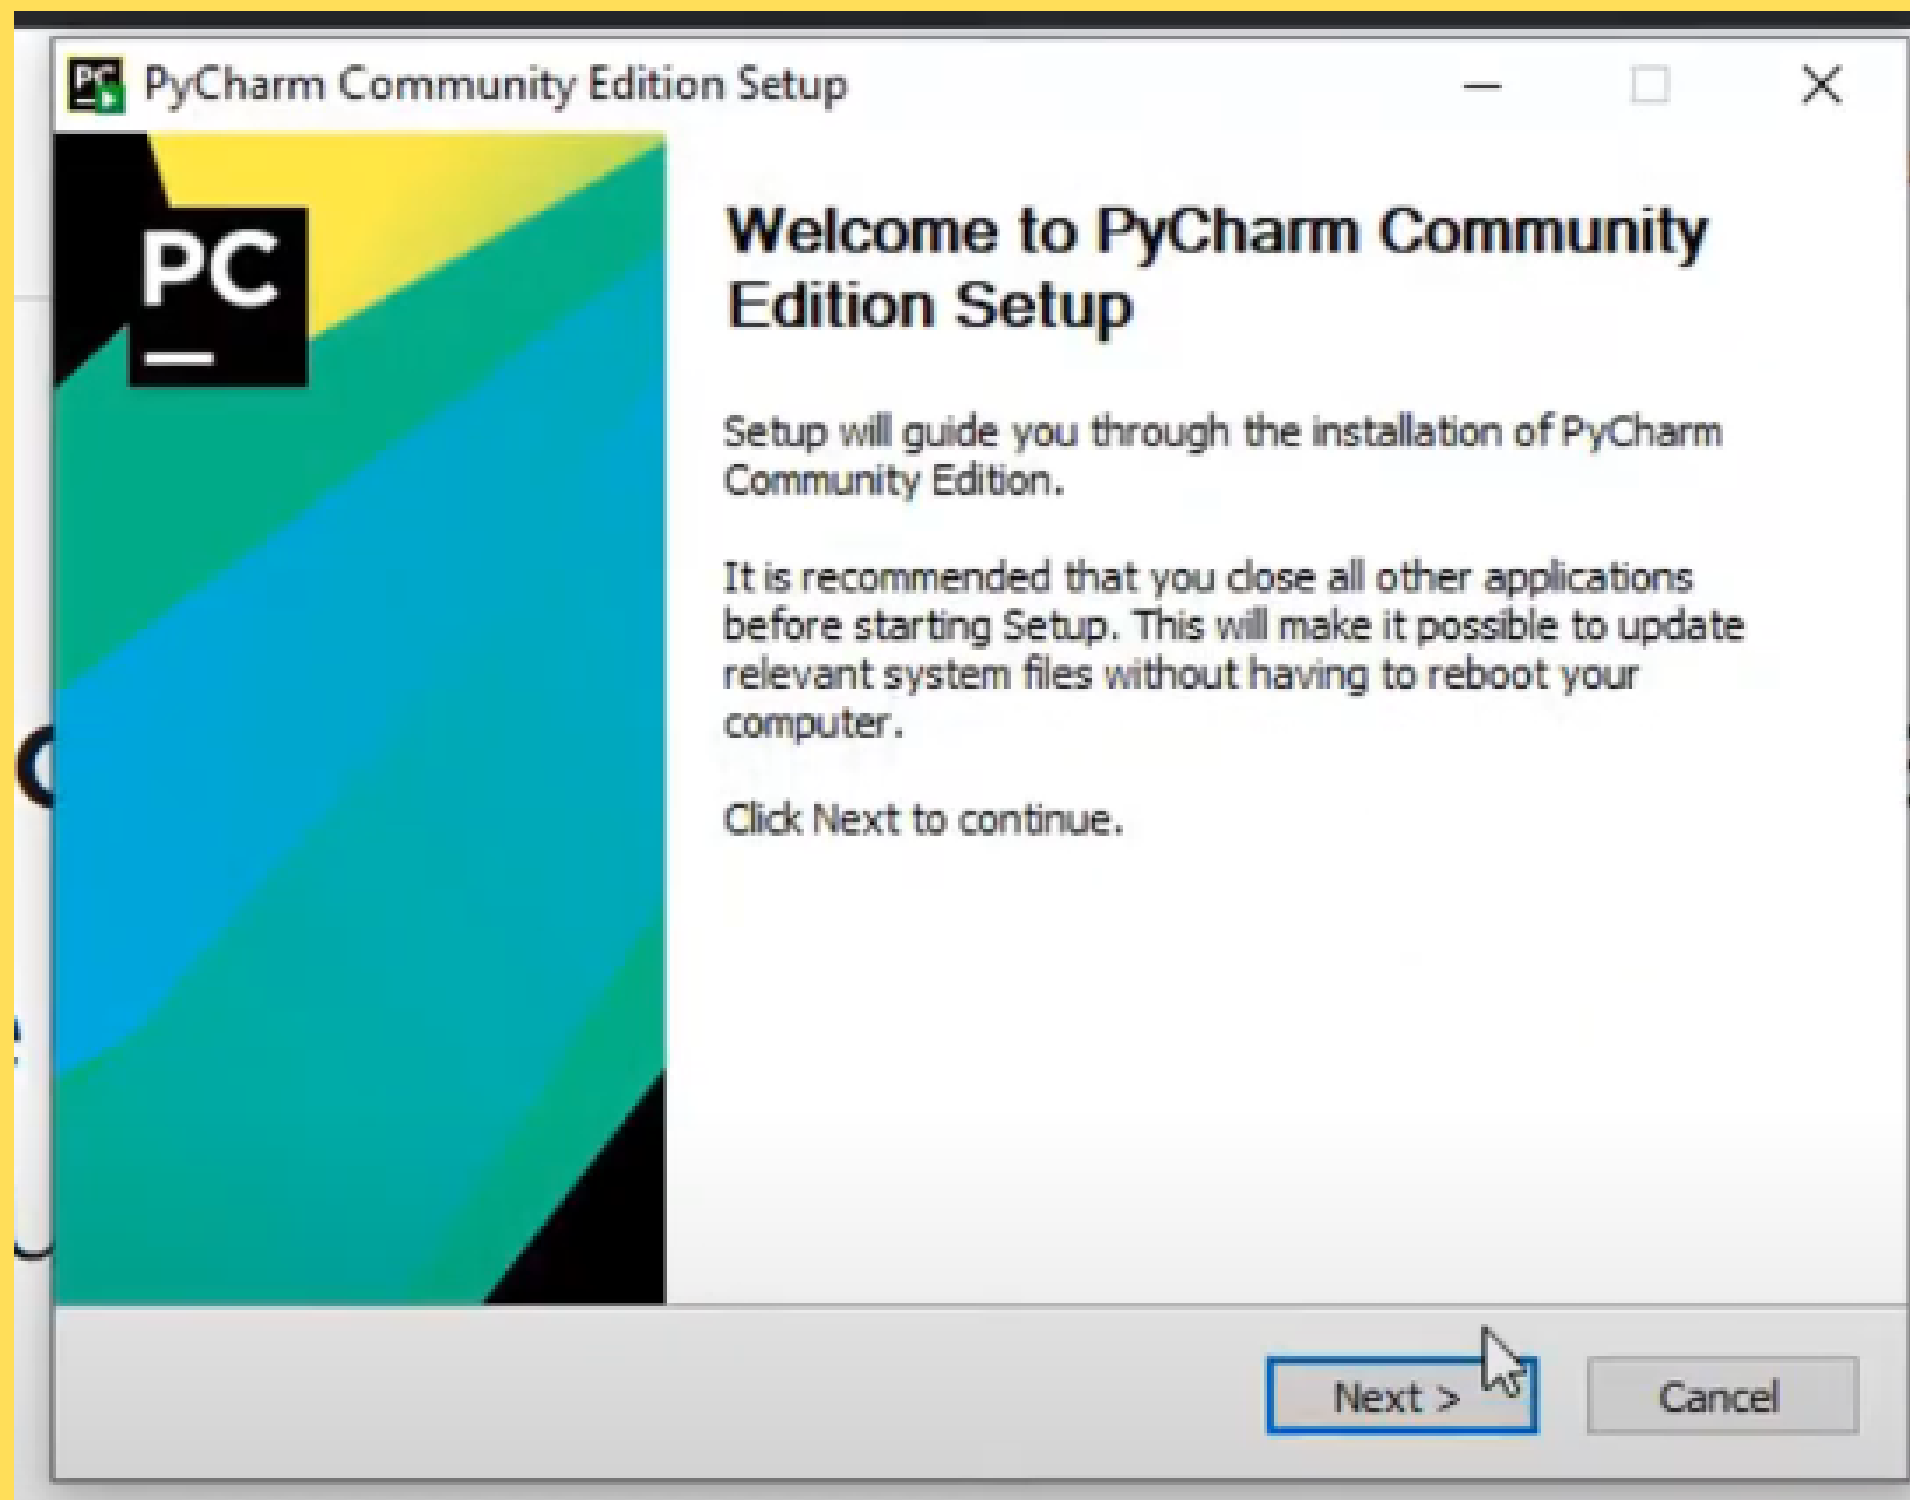 PyCharm Community Edition Setup
PC
Welcome to PyCharm Community
Edition Setup
Setup will guide you through the installation of PyCharm
Community Edition.
It is recommended that you close all other applications
before starting Setup. This will make it possible to update
relevant system files without having to reboot your
computer.
Click Next to continue.
Next >
Cancel